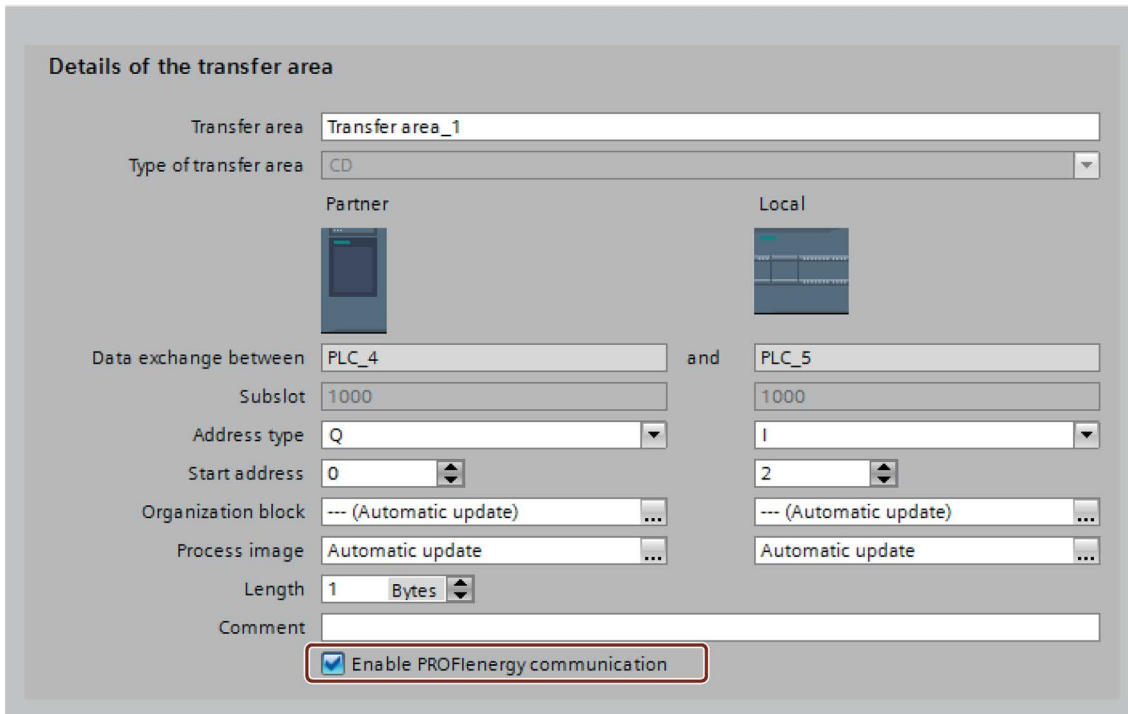 Details of the transfer area
Transfer area Transfer area_1
Type of transfer area CD
Partner Local
Data exchange between PLC_4 and PLC_5
Subslot 1000 1000
Address type Q I
Start address 0 2
Organization block --- (Automatic update) ... --- (Automatic update) ...
Process image Automatic update ... Automatic update ...
Length 1 Bytes
Comment
Enable PROFIenergy communication